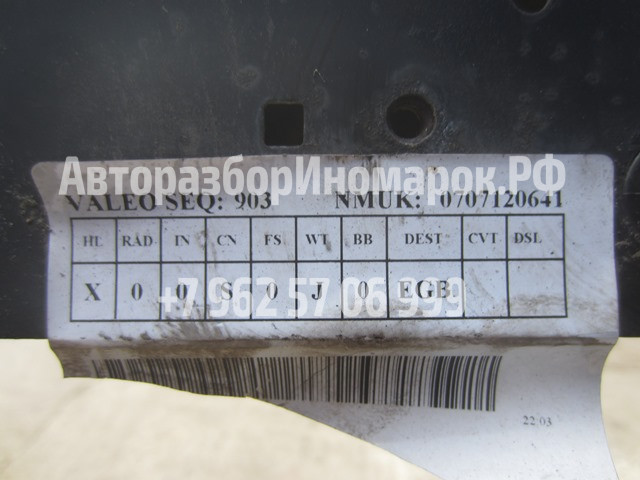 АвторазборИномарок.РФ
VALEO SEQ: 903 NMUK: 0707120641
HL RAD IN CN FS WT BB DEST CVT DSL
X 0 0 S 0 J 0 EGB
+7 962 57 06 999
22 03